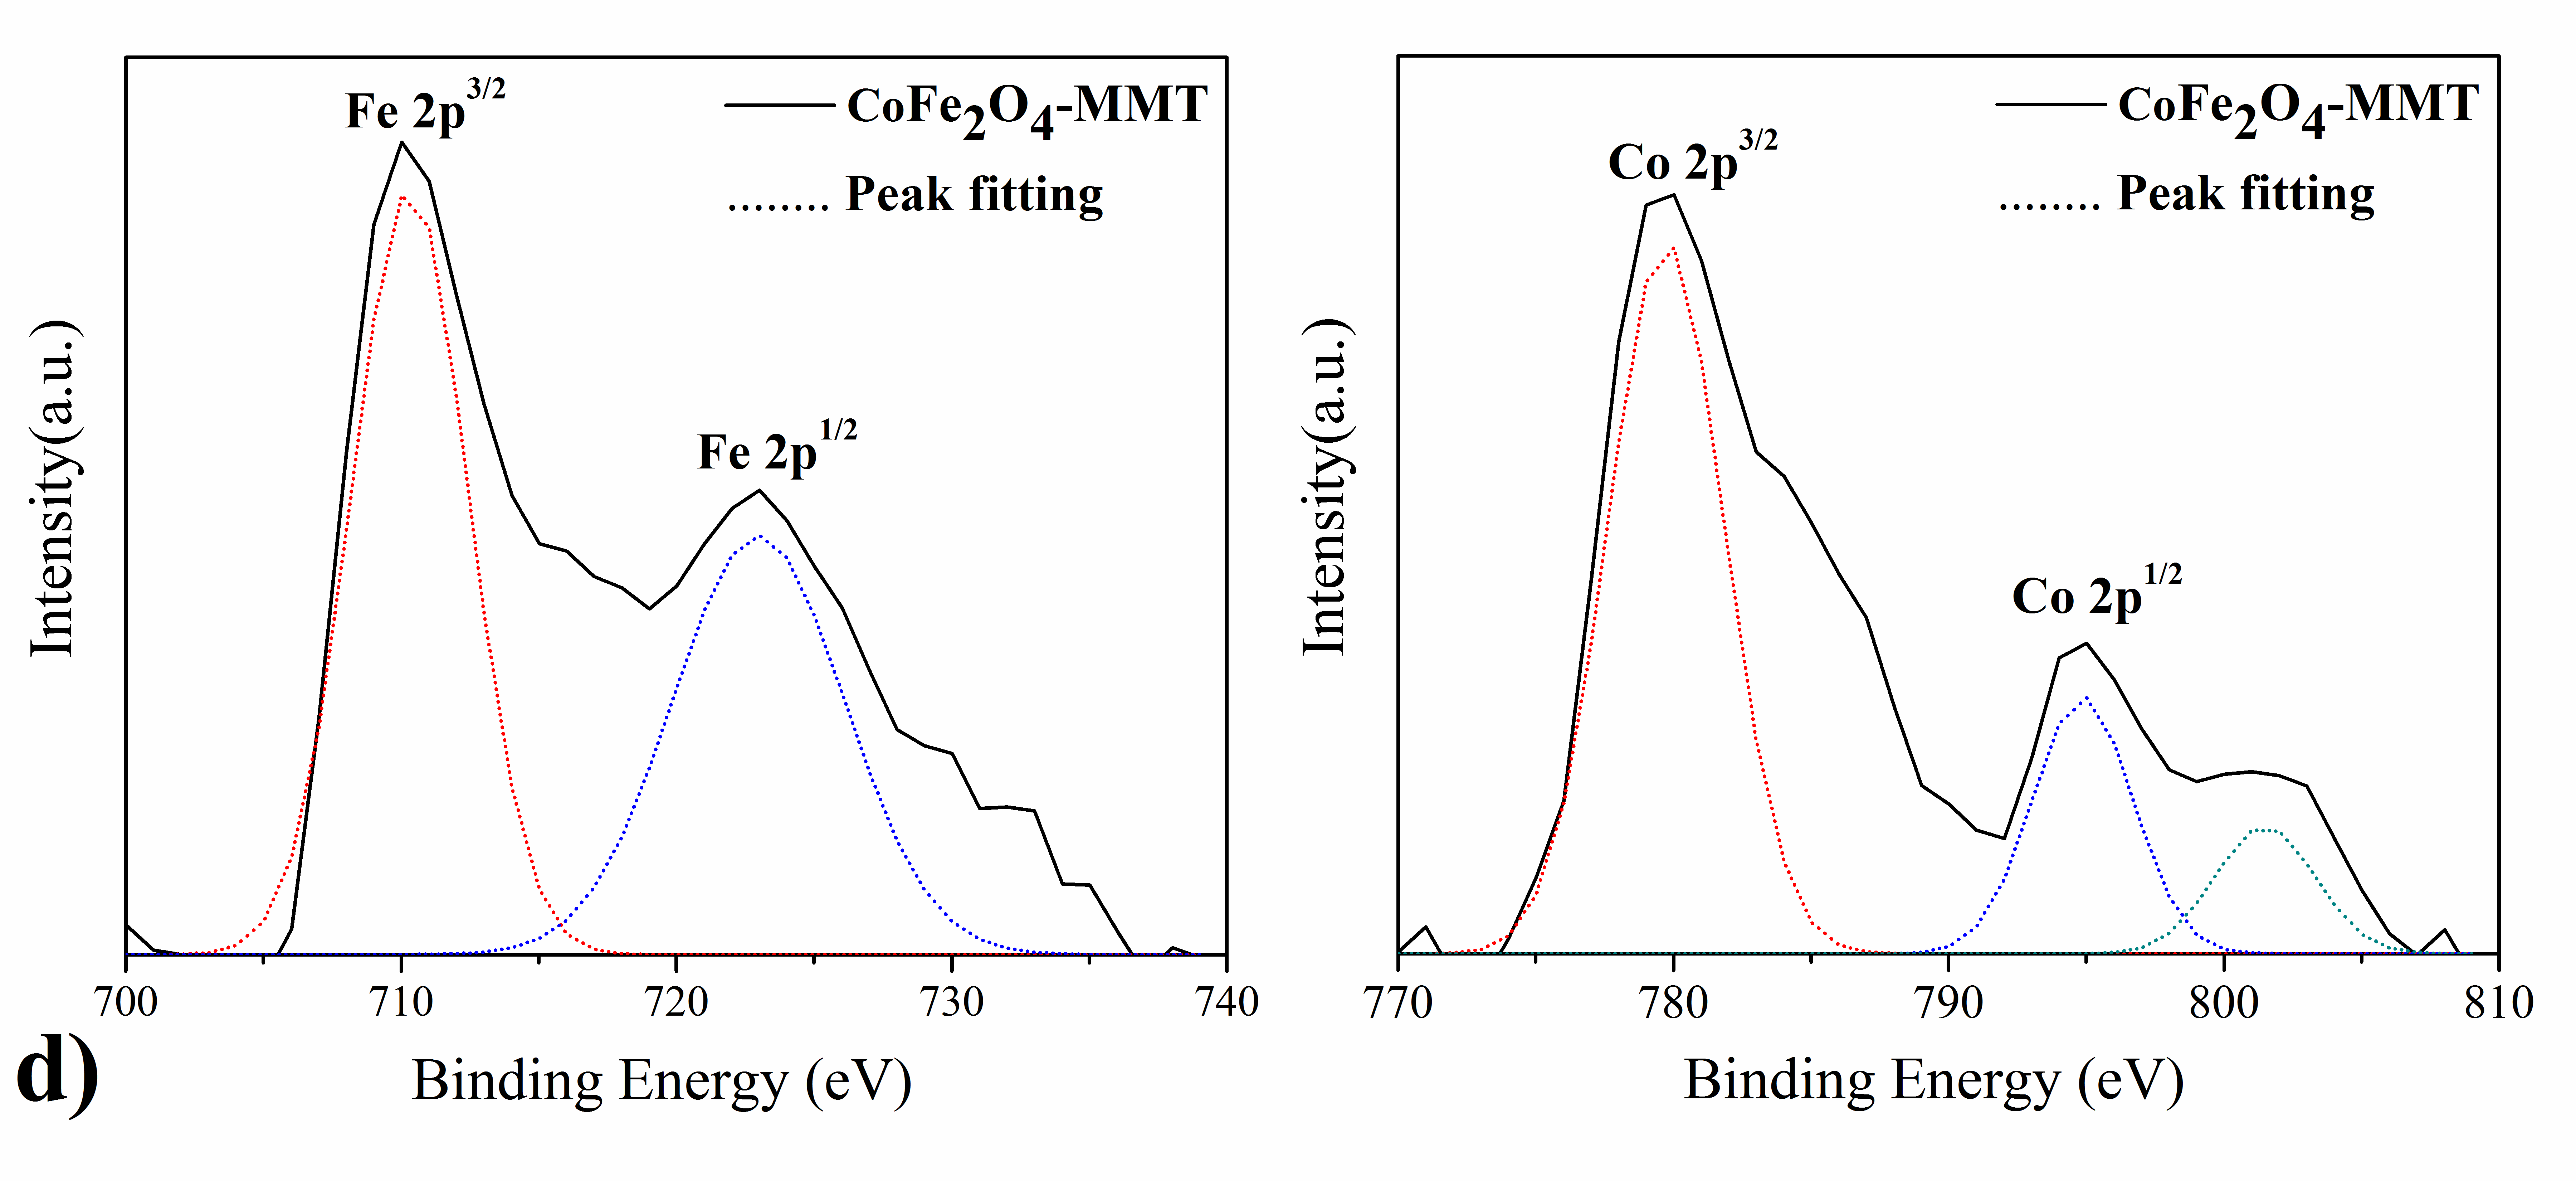 Fe 2p3/2
CoFe2O4-MMT
Peak fitting
Fe 2p1/2
Intensity(a.u.)
700 710 720 730 740
Binding Energy (eV)
d)
Co 2p3/2
CoFe2O4-MMT
Peak fitting
Co 2p1/2
Intensity(a.u.)
770 780 790 800 810
Binding Energy (eV)